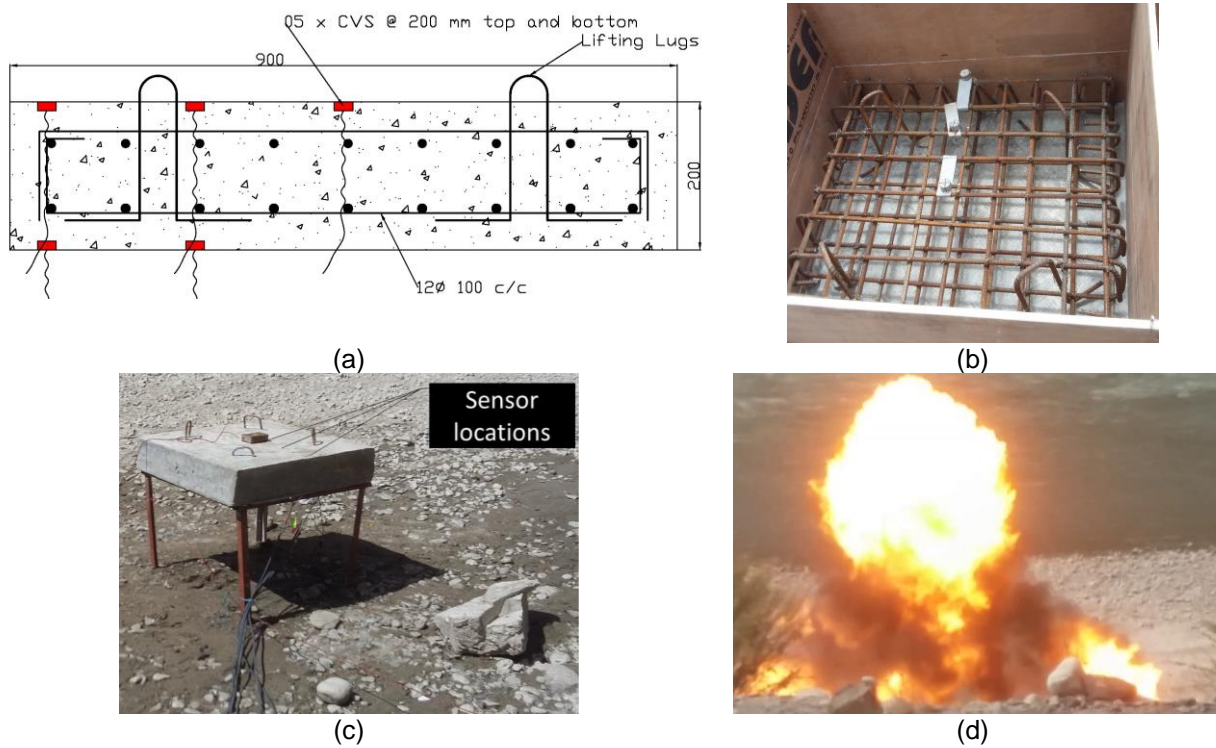 05 x CVS @ 200 mm top and bottom
Lifting Lugs
900
200
12Ø 100 c/c
(a)
(b)
Sensor
locations
(c)
(d)